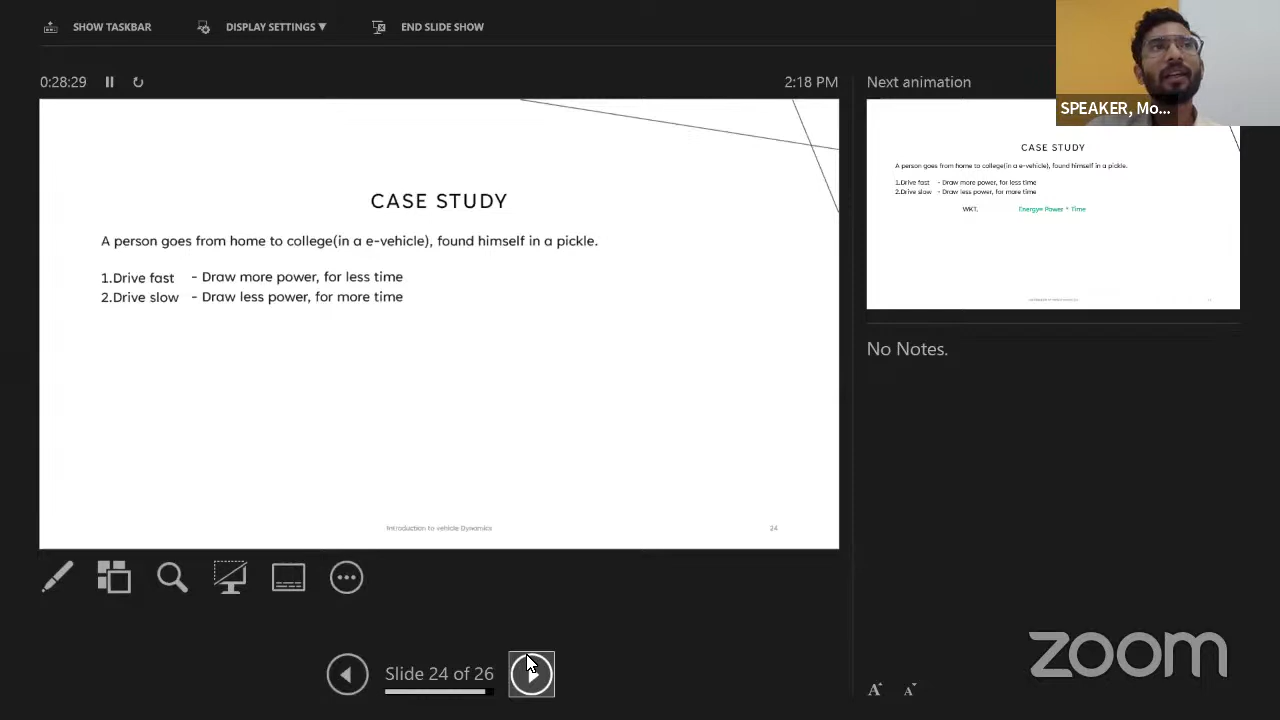 SHOW TASKBAR
DISPLAY SETTINGS ▼
END SLIDE SHOW
0:28:29
2:18 PM
CASE STUDY
A person goes from home to college(in a e-vehicle), found himself in a pickle.
1.Drive fast - Draw more power, for less time
2.Drive slow - Draw less power, for more time
Introduction to vehicle Dynamics
24
Slide 24 of 26
Next animation
SPEAKER, Mo...
CASE STUDY
A person goes from home to college(in a e-vehicle), found himself in a pickle.
1.Drive fast - Draw more power, for less time
2.Drive slow - Draw less power, for more time
WKT, Energy= Power * Time
No Notes.
zoom
A A